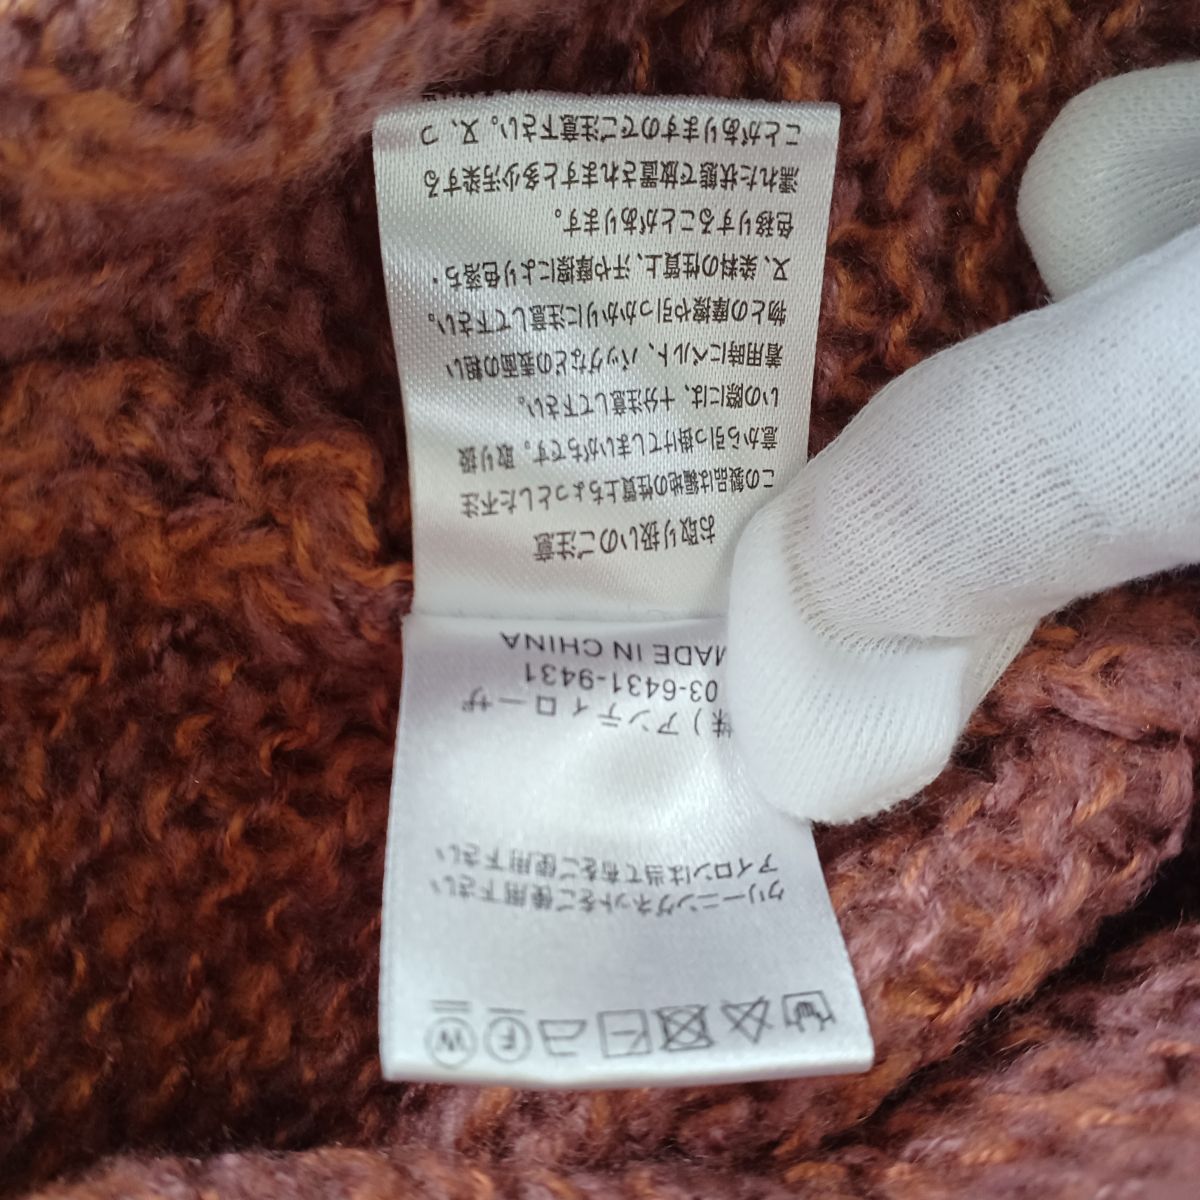 クリーニングネットをご使用下さい
アイロンは当て布をご使用下さい
株）アンティローザ
03-6431-9431
MADE IN CHINA
お取り扱いのご注意
この製品は編地の性質上ちょっとした不注
意から引っ掛けてしまいがちです。取り扱
いの際には、十分注意して下さい。
着用時にベルト、バッグなどの表面の粗い
物との摩擦や引っかかりに注意して下さい。
又、染料の性質上、汗や摩擦により色落ち・
色移りすることがあります。
濡れた状態で放置されますと多少汚染する
ことがありますのでご注意下さい。又、つ